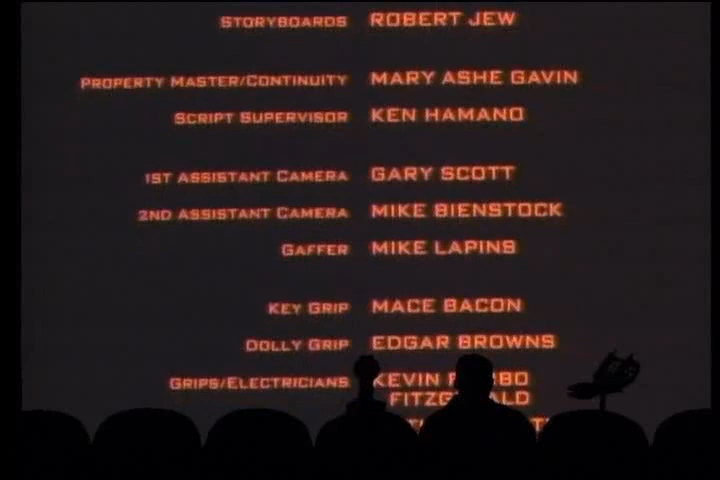 STORYBOARDS ROBERT JEW
PROPERTY MASTER/CONTINUITY MARY ASHE GAVIN
SCRIPT SUPERVISOR KEN HAMANO
1ST ASSISTANT CAMERA GARY SCOTT
2ND ASSISTANT CAMERA MIKE BIENSTOCK
GAFFER MIKE LAPINS
KEY GRIP MACE BACON
DOLLY GRIP EDGAR BROWNS
GRIPS/ELECTRICIANS KEVIN